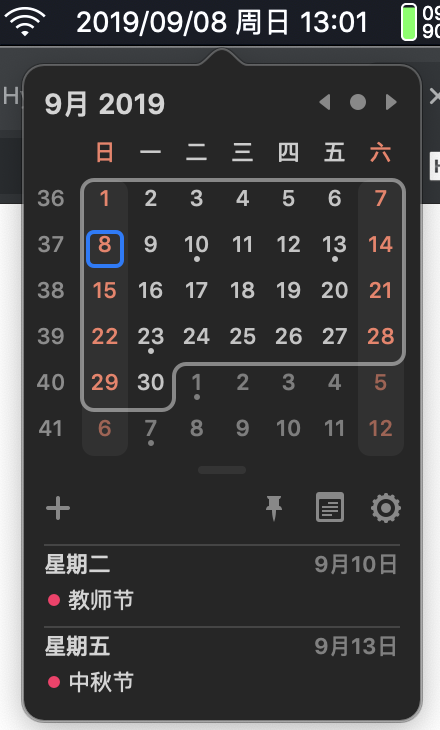 2019/09/08 周日 13:01
9月 2019
日 一 二 三 四 五 六
36 1 2 3 4 5 6 7
37 8 9 10 11 12 13 14
38 15 16 17 18 19 20 21
39 22 23 24 25 26 27 28
40 29 30 1 2 3 4 5
41 6 7 8 9 10 11 12
星期二 9月10日
教师节
星期五 9月13日
中秋节